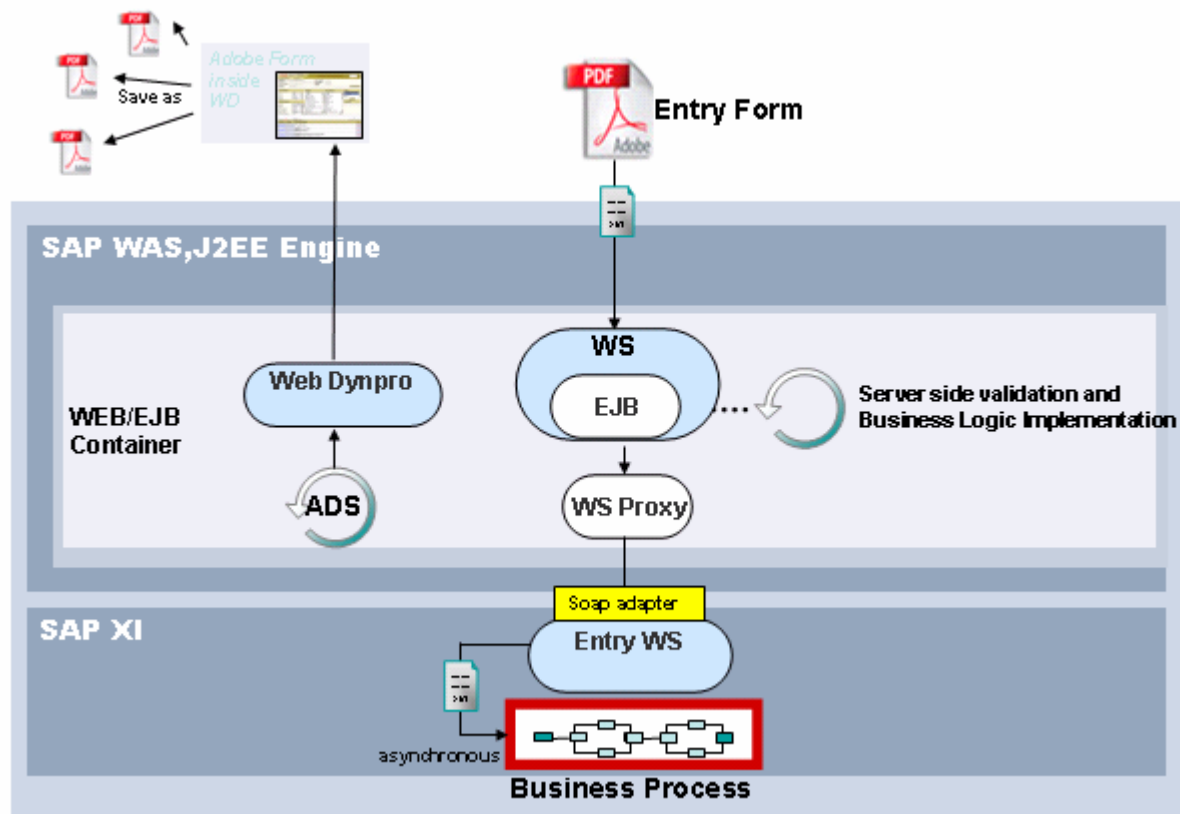 PDF
Adobe
PDF
PDF
Save as
Adobe Form
inside
WD
PDF
Adobe
Entry Form
SAP WAS,J2EE Engine
WS
EJB
Web Dynpro
WEB/EJB
Container
ADS
Server side validation and
Business Logic Implementation
WS Proxy
Soap adapter
SAP XI
Entry WS
asynchronous
Business Process